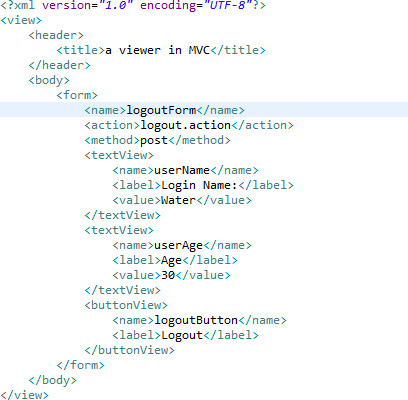 <?xml version="1.0" encoding="UTF-8"?>
<view>
    <header>
        <title>a viewer in MVC</title>
    </header>
    <body>
        <form>
            <name>logoutForm</name>
            <action>logout.action</action>
            <method>post</method>
            <textView>
                <name>userName</name>
                <label>Login Name:</label>
                <value>Water</value>
            </textView>
            <textView>
                <name>userAge</name>
                <label>Age</label>
                <value>30</value>
            </textView>
            <buttonView>
                <name>logoutButton</name>
                <label>Logout</label>
            </buttonView>
        </form>
    </body>
</view>